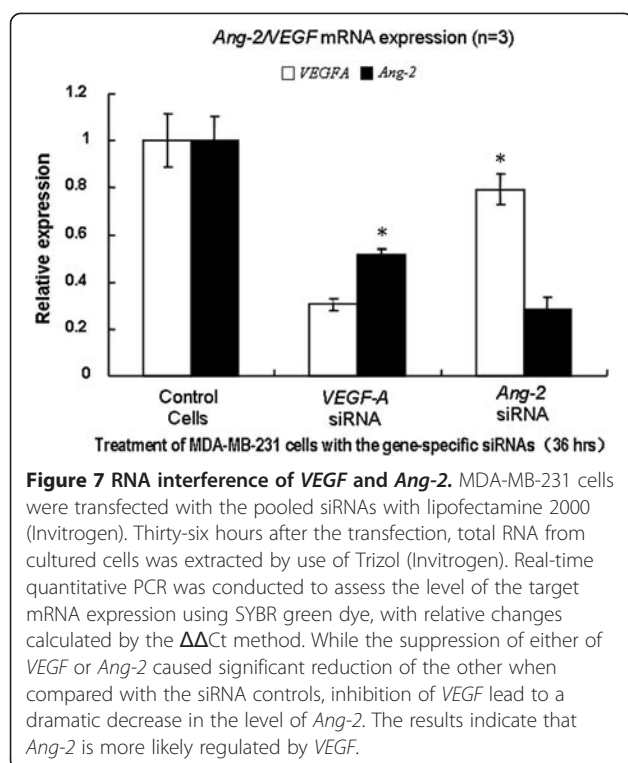 Ang-2/VEGF mRNA expression (n=3)
□ VEGFA ■ Ang-2
1.2
1
0.8
0.6
0.4
0.2
0
Relative expression
*
*
Control
Cells
VEGF-A
siRNA
Ang-2
siRNA
Treatment of MDA-MB-231 cells with the gene-specific siRNAs (36 hrs)
Figure 7 RNA interference of VEGF and Ang-2. MDA-MB-231 cells
were transfected with the pooled siRNAs with lipofectamine 2000
(Invitrogen). Thirty-six hours after the transfection, total RNA from
cultured cells was extracted by use of Trizol (Invitrogen). Real-time
quantitative PCR was conducted to assess the level of the target
mRNA expression using SYBR green dye, with relative changes
calculated by the ΔΔCt method. While the suppression of either of
VEGF or Ang-2 caused significant reduction of the other when
compared with the siRNA controls, inhibition of VEGF lead to a
dramatic decrease in the level of Ang-2. The results indicate that
Ang-2 is more likely regulated by VEGF.